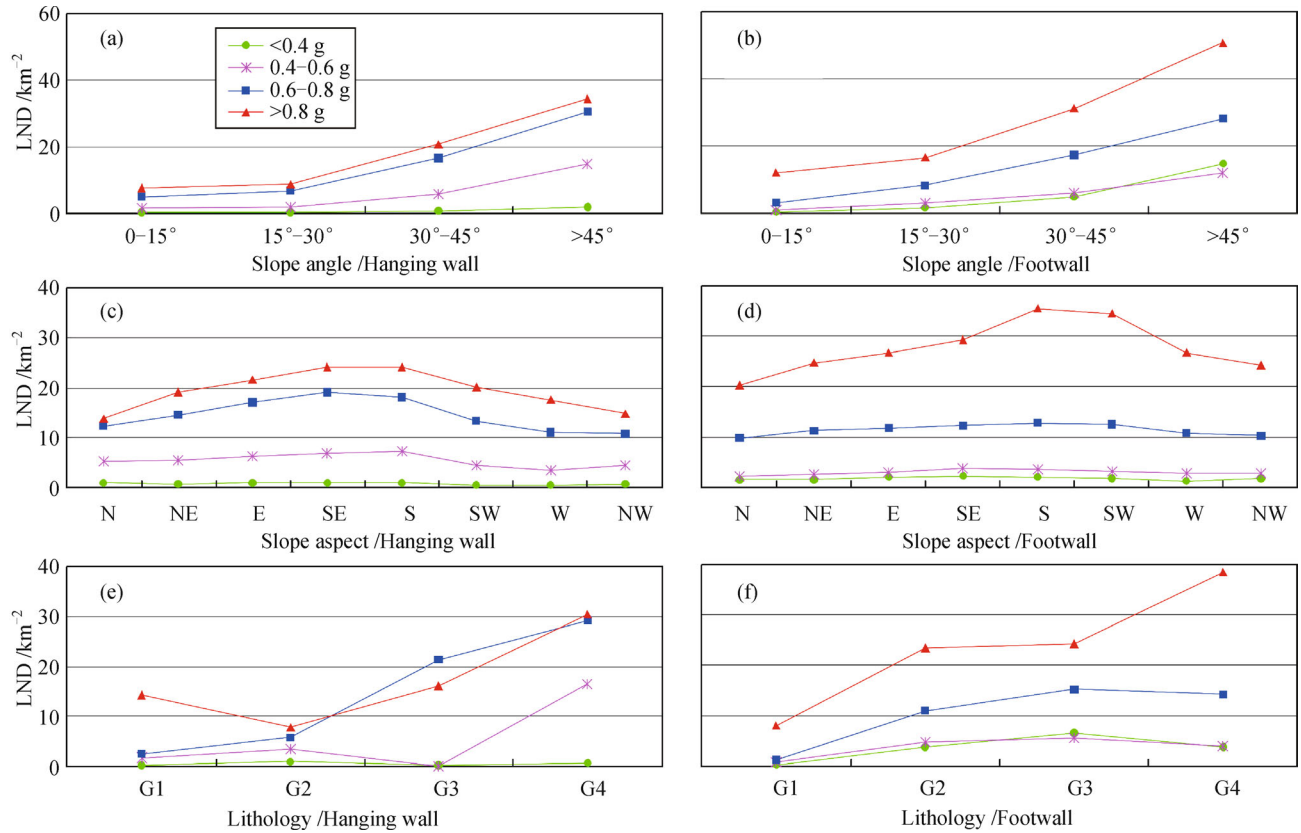 60
40
20
0
LND /km⁻²
(a)
<0.4 g
0.4−0.6 g
0.6−0.8 g
>0.8 g
0−15° 15°−30° 30°−45° >45°
Slope angle /Hanging wall
(b)
0−15° 15°−30° 30°−45° >45°
Slope angle /Footwall
40
30
20
10
0
LND /km⁻²
(c)
N NE E SE S SW W NW
Slope aspect /Hanging wall
(d)
N NE E SE S SW W NW
Slope aspect /Footwall
40
30
20
10
0
LND /km⁻²
(e)
G1 G2 G3 G4
Lithology /Hanging wall
(f)
G1 G2 G3 G4
Lithology /Footwall